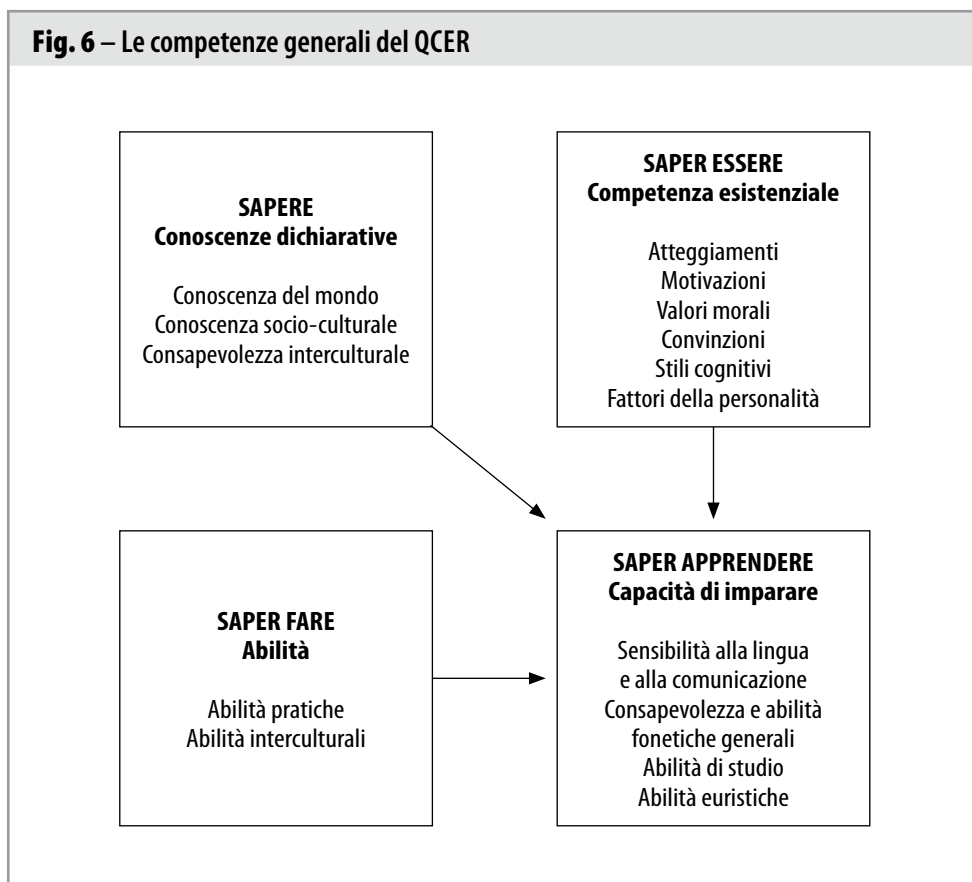 Fig. 6 – Le competenze generali del QCER
SAPERE
Conoscenze dichiarative
Conoscenza del mondo
Conoscenza socio-culturale
Consapevolezza interculturale
SAPER ESSERE
Competenza esistenziale
Atteggiamenti
Motivazioni
Valori morali
Convinzioni
Stili cognitivi
Fattori della personalità
SAPER FARE
Abilità
Abilità pratiche
Abilità interculturali
SAPER APPRENDERE
Capacità di imparare
Sensibilità alla lingua
e alla comunicazione
Consapevolezza e abilità
fonetiche generali
Abilità di studio
Abilità euristiche